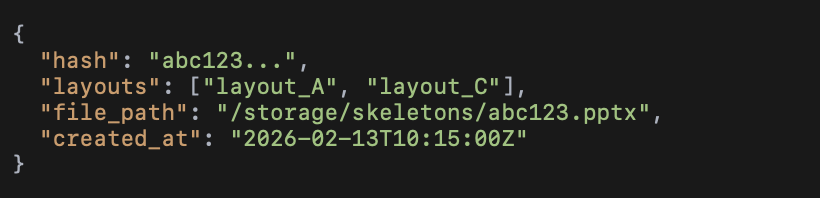 {
  "hash": "abc123...",
  "layouts": ["layout_A", "layout_C"],
  "file_path": "/storage/skeletons/abc123.pptx",
  "created_at": "2026-02-13T10:15:00Z"
}